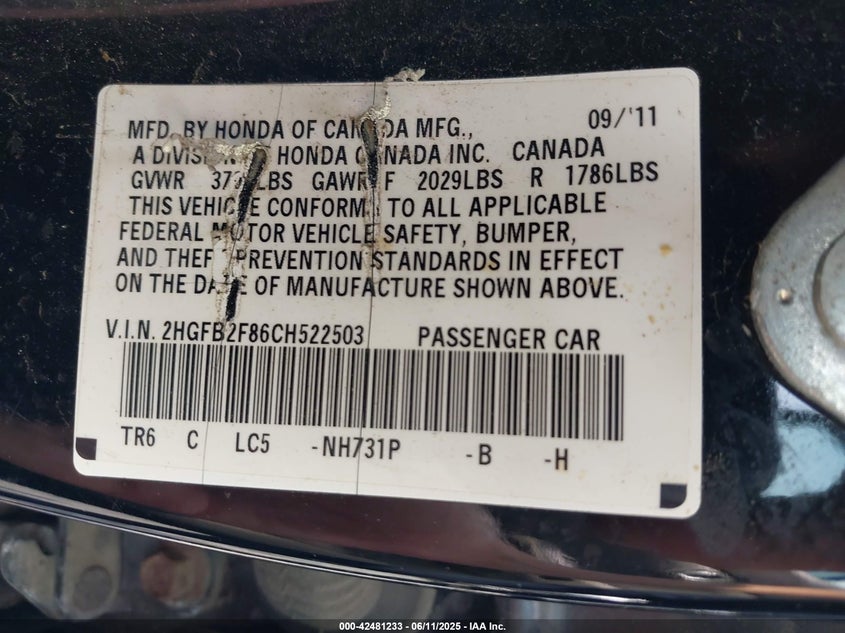 MFD. BY HONDA OF CANADA MFG., 09/'11
A DIVISION HONDA CANADA INC. CANADA
GVWR LBS GAWR F 2029LBS R 1786LBS
THIS VEHICLE CONFORMS TO ALL APPLICABLE
FEDERAL MOTOR VEHICLE SAFETY, BUMPER,
AND THEFT PREVENTION STANDARDS IN EFFECT
ON THE DATE OF MANUFACTURE SHOWN ABOVE.
V.I.N. 2HGFB2F86CH522503 PASSENGER CAR
TR6 C LC5 -NH731P -B -H
000-42481233 - 06/11/2025 - IAA Inc.